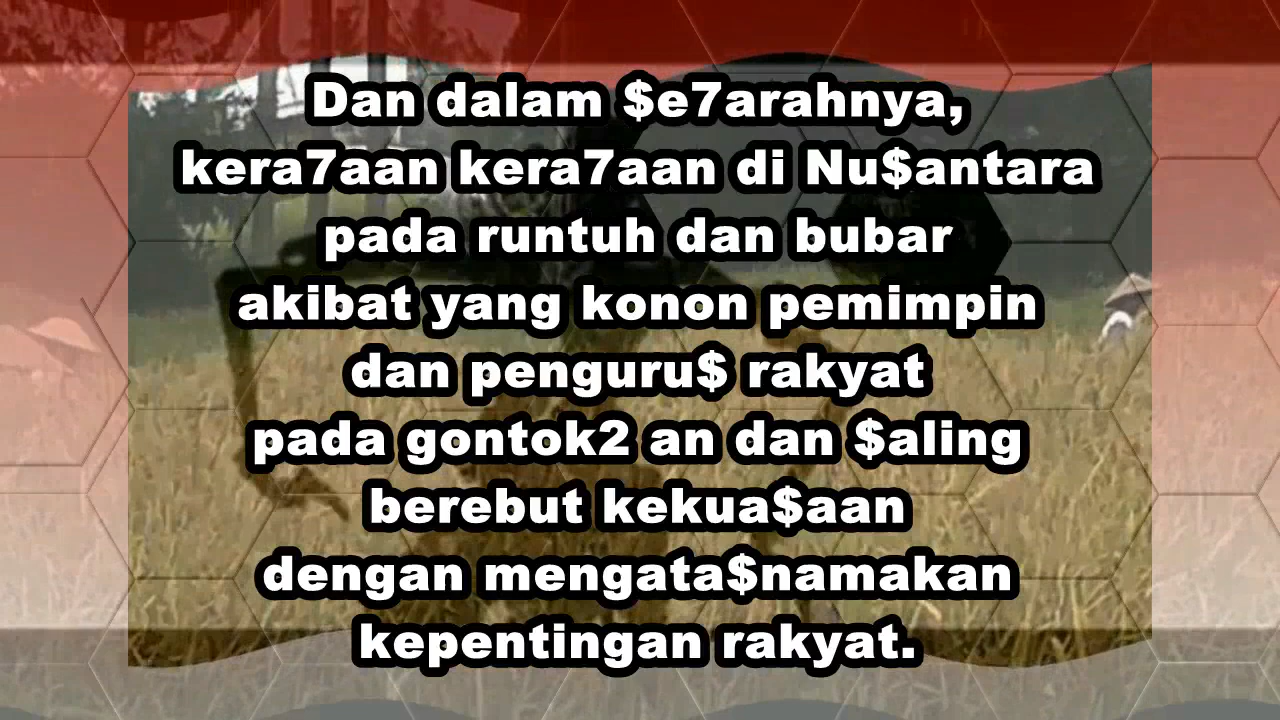 Dan dalam $e7arahnya,
kera7aan kera7aan di Nu$antara
pada runtuh dan bubar
akibat yang konon pemimpin
dan penguru$ rakyat
pada gontok2 an dan $aling
berebut kekua$aan
dengan mengata$namakan
kepentingan rakyat.